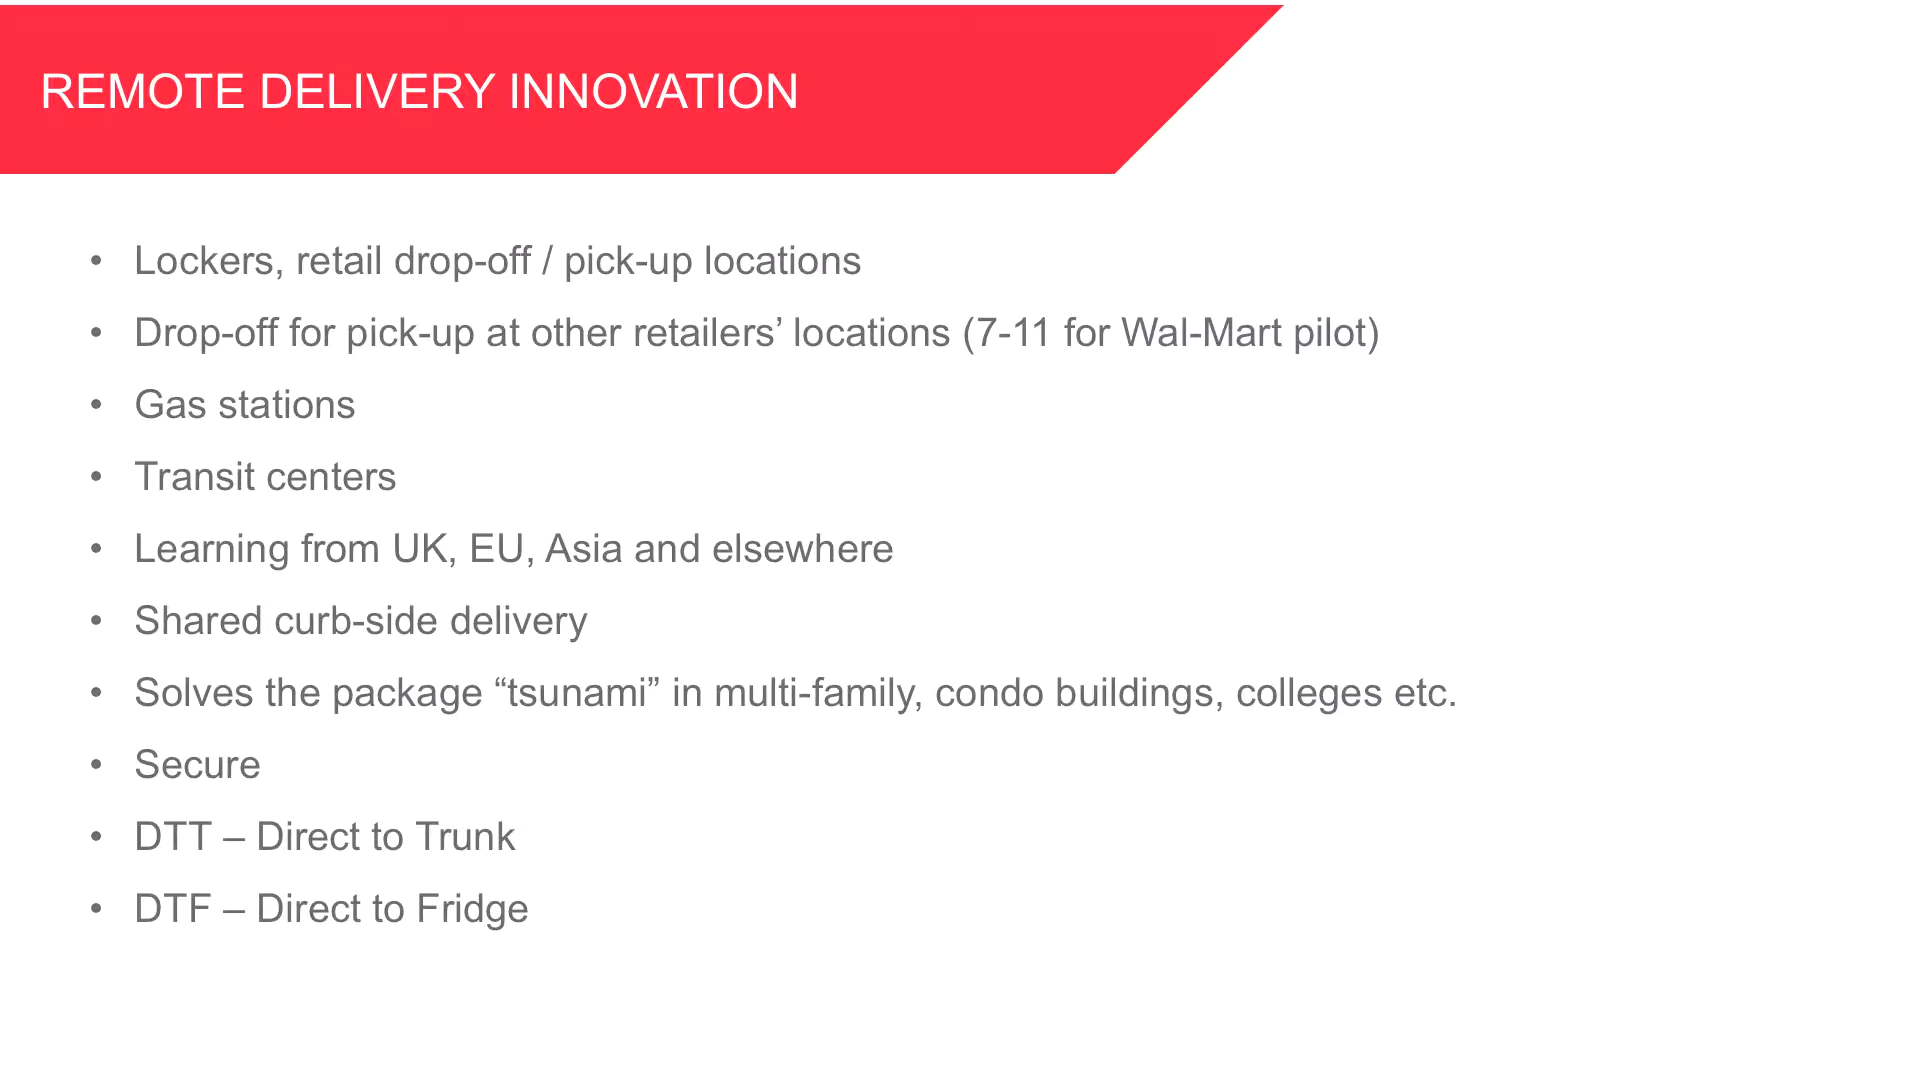 REMOTE DELIVERY INNOVATION
• Lockers, retail drop-off / pick-up locations
• Drop-off for pick-up at other retailers’ locations (7-11 for Wal-Mart pilot)
• Gas stations
• Transit centers
• Learning from UK, EU, Asia and elsewhere
• Shared curb-side delivery
• Solves the package “tsunami” in multi-family, condo buildings, colleges etc.
• Secure
• DTT – Direct to Trunk
• DTF – Direct to Fridge